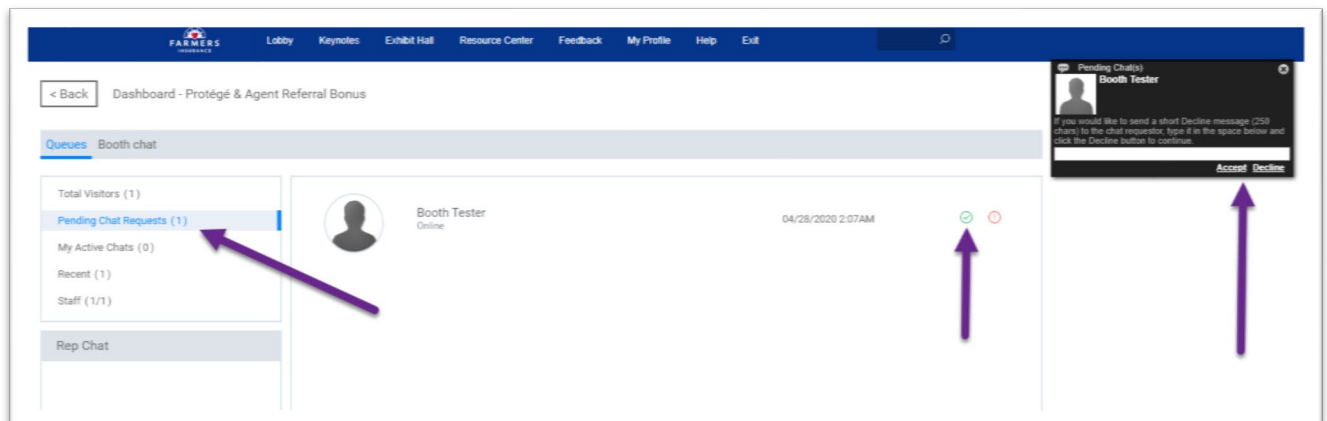 FARMERS
INSURANCE
Lobby Keynotes Exhibit Hall Resource Center Feedback My Profile Help Exit
< Back Dashboard - Protégé & Agent Referral Bonus
Queues Booth chat
Total Visitors (1)
Pending Chat Requests (1)
My Active Chats (0)
Recent (1)
Staff (1/1)
Rep Chat
Booth Tester
Online
04/28/2020 2:07AM
Pending Chat(s)
Booth Tester
If you would like to send a short Decline message (250
chars) to the chat requestor, type it in the space below and
click the Decline button to continue.
Accept Decline